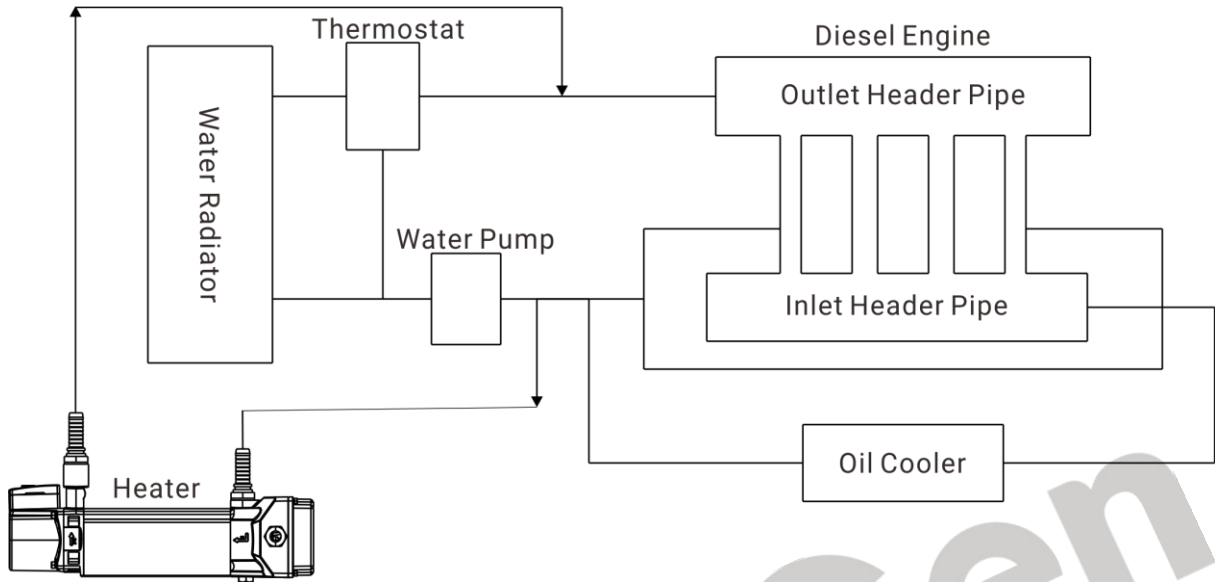 Thermostat
Diesel Engine
Outlet Header Pipe
Water Radiator
Water Pump
Inlet Header Pipe
Oil Cooler
Heater